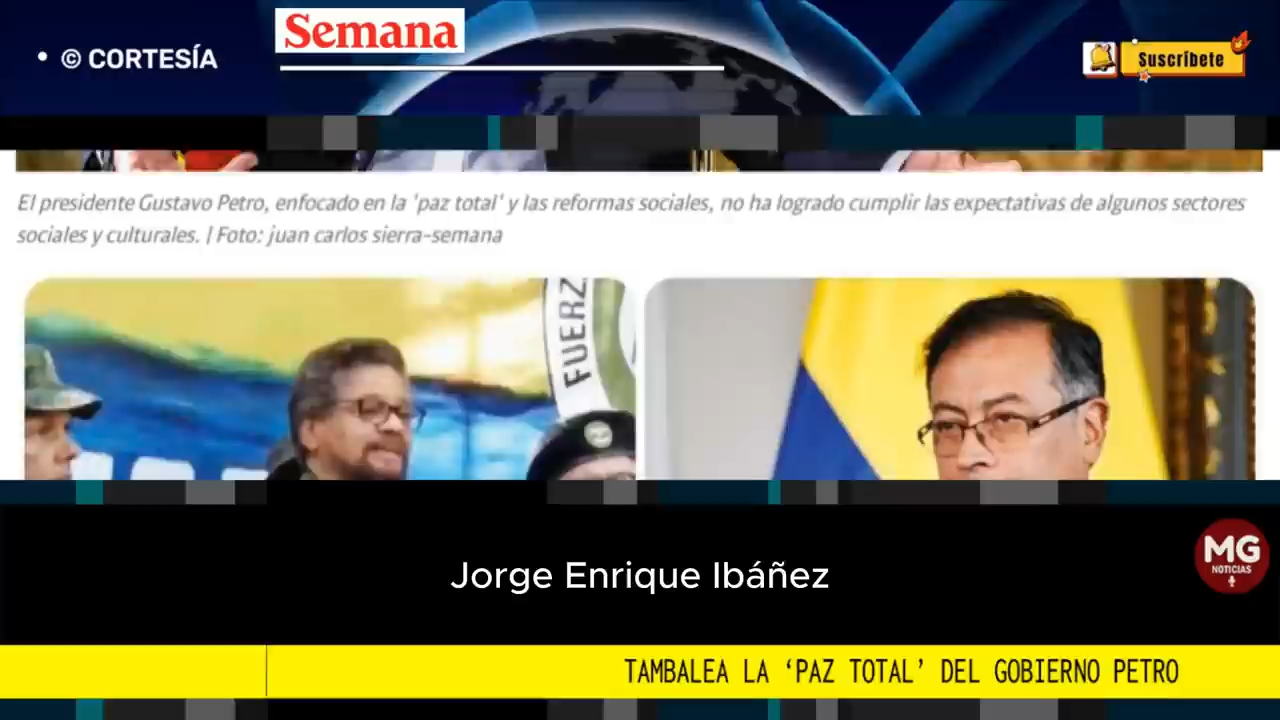 • © CORTESÍA
Semana
Suscríbete
El presidente Gustavo Petro, enfocado en la 'paz total' y las reformas sociales, no ha logrado cumplir las expectativas de algunos sectores
sociales y culturales. | Foto: juan carlos sierra-semana
FUERZ
Jorge Enrique Ibáñez
MG
NOTICIAS
TAMBALEA LA ‘PAZ TOTAL’ DEL GOBIERNO PETRO